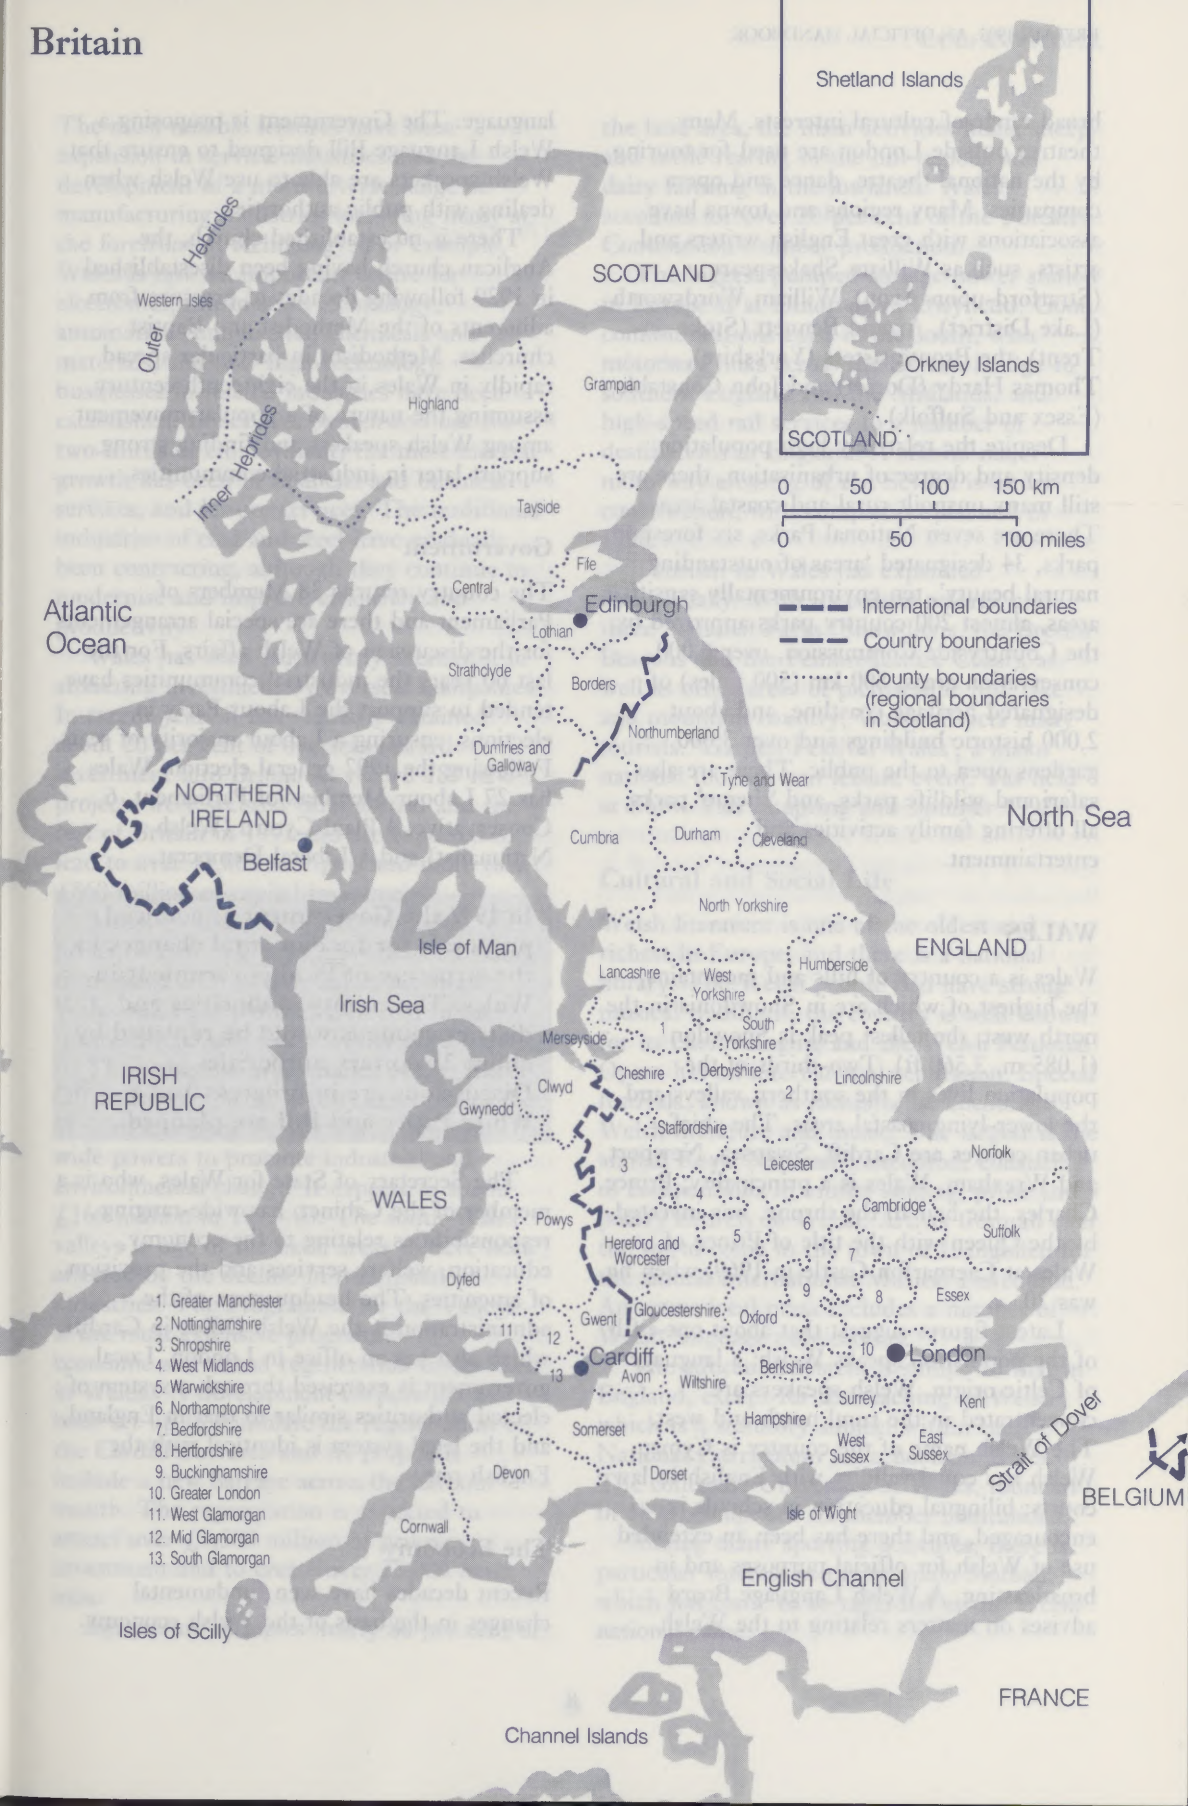 Britain
Shetland Islands
Orkney Islands
SCOTLAND
0 50 100 150 km
0 50 100 miles
International boundaries
Country boundaries
County boundaries
(regional boundaries
in Scotland)
Outer Hebrides
Western Isles
Inner Hebrides
SCOTLAND
Highland
Grampian
Tayside
Fife
Central
Edinburgh
Lothian
Strathclyde
Borders
Dumfries and
Galloway
Atlantic
Ocean
North Sea
NORTHERN
IRELAND
Belfast
Northumberland
Tyne and Wear
Cumbria
Durham
Cleveland
North Yorkshire
Isle of Man
Irish Sea
ENGLAND
Lancashire
West
Yorkshire
Humberside
Merseyside
1
South
Yorkshire
Cheshire
Derbyshire
2
Lincolnshire
IRISH
REPUBLIC
Clwyd
Gwynedd
Staffordshire
3
Leicester
Norfolk
4
WALES
Powys
Cambridge
5
6
7
Suffolk
Hereford and
Worcester
Dyfed
Gwent
Gloucestershire
Oxford
9
8
Essex
11
12
13
Cardiff
Avon
Wiltshire
Berkshire
10
London
Surrey
Kent
Hampshire
Somerset
West
Sussex
East
Sussex
Devon
Dorset
Cornwall
Isle of Wight
Strait of Dover
BELGIUM
English Channel
FRANCE
Channel Islands
Isles of Scilly
1. Greater Manchester
2. Nottinghamshire
3. Shropshire
4. West Midlands
5. Warwickshire
6. Northamptonshire
7. Bedfordshire
8. Hertfordshire
9. Buckinghamshire
10. Greater London
11. West Glamorgan
12. Mid Glamorgan
13. South Glamorgan